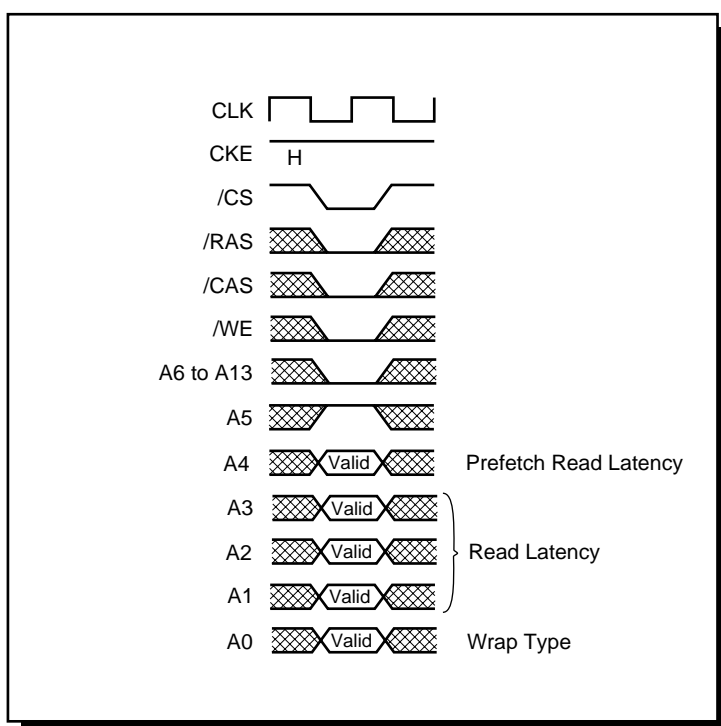 CLK
CKE H
/CS
/RAS
/CAS
/WE
A6 to A13
A5
A4 Valid Prefetch Read Latency
A3 Valid
A2 Valid Read Latency
A1 Valid
A0 Valid Wrap Type